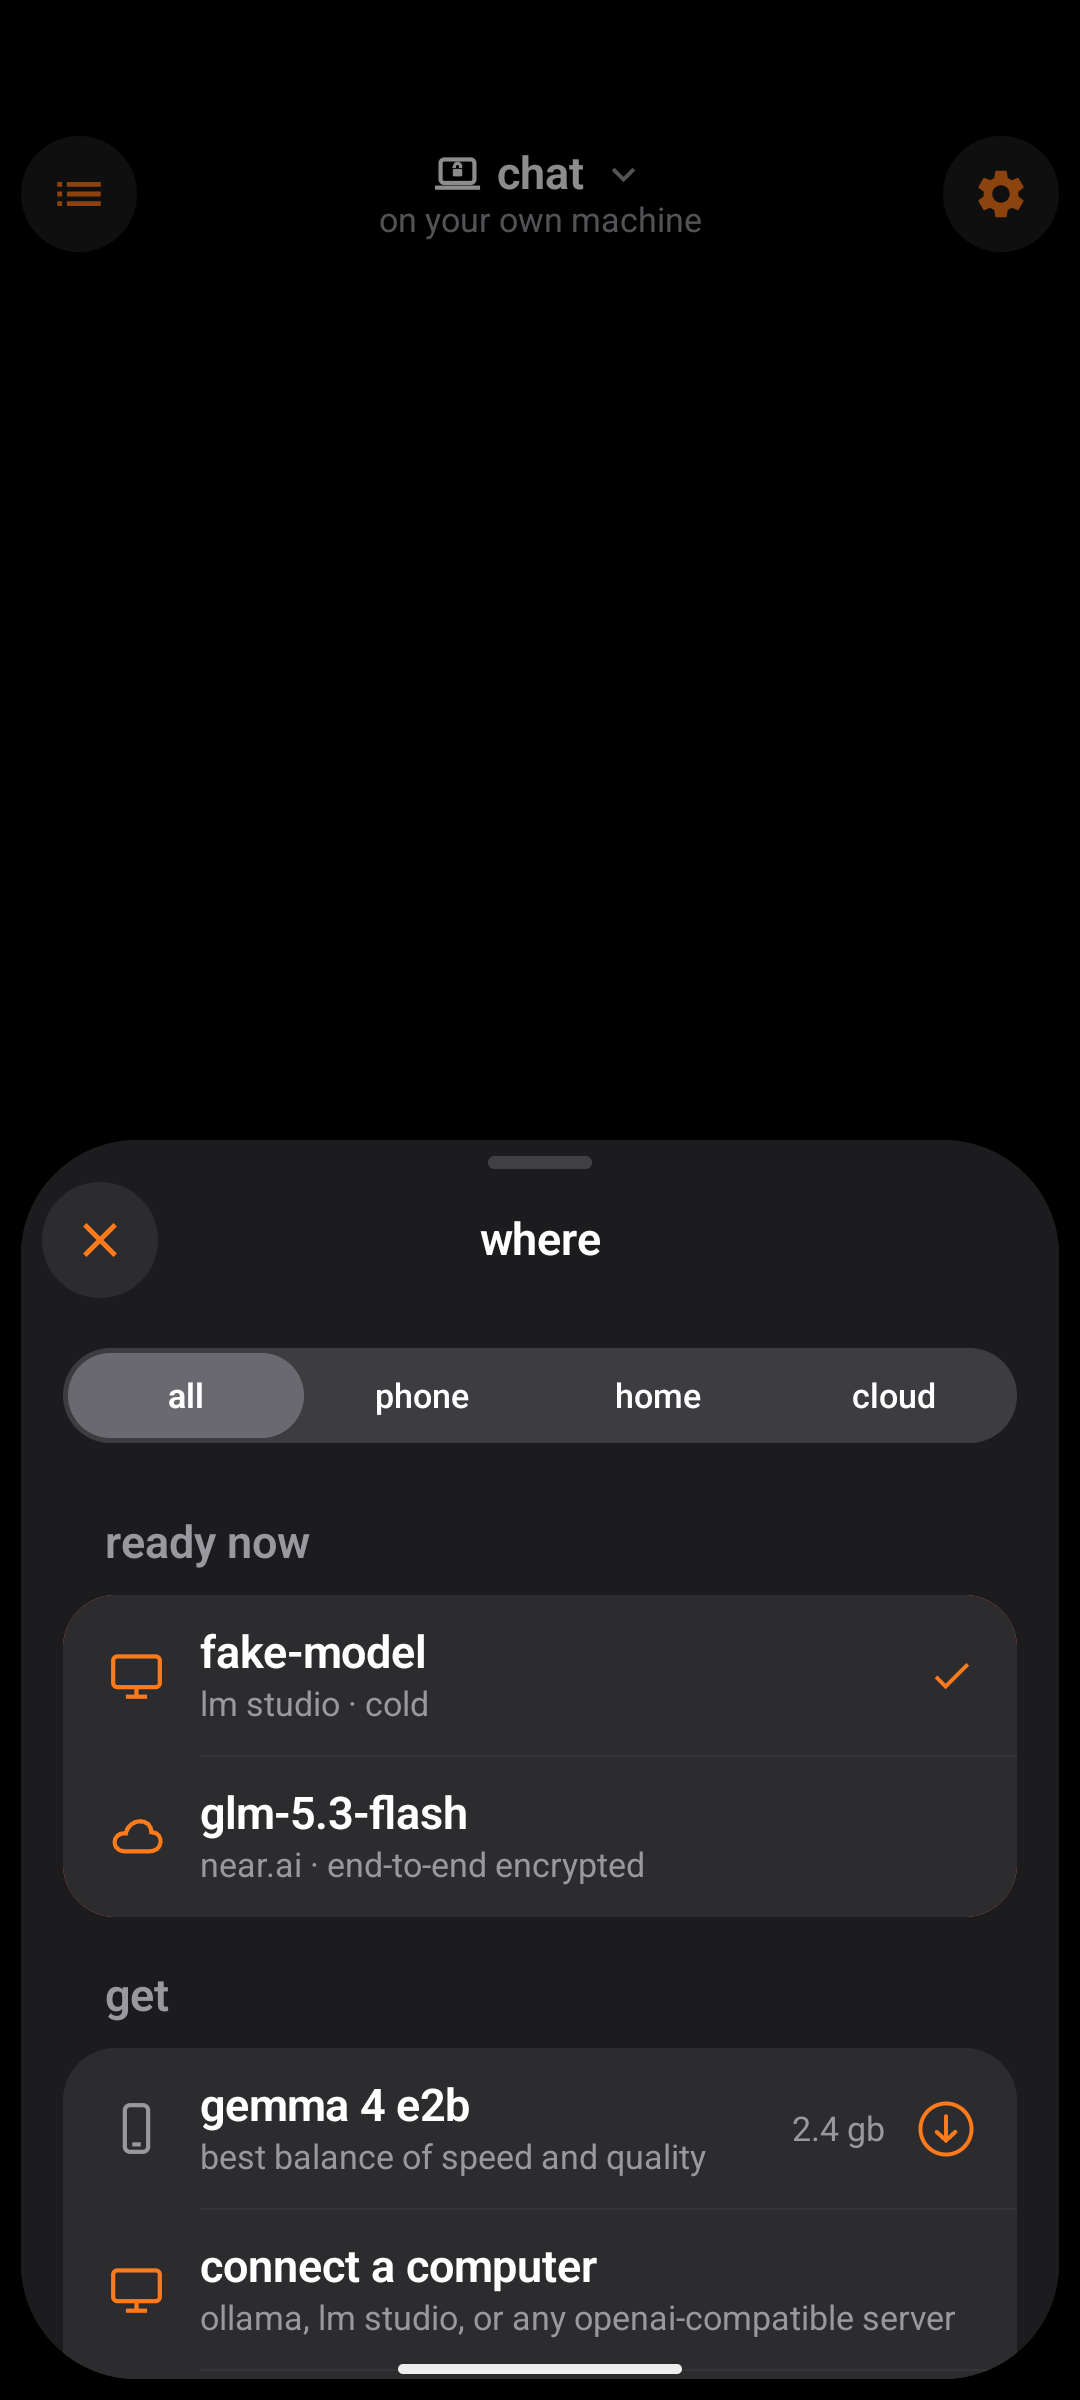 chat
on your own machine
where
all
phone
home
cloud
ready now
fake-model
lm studio · cold
glm-5.3-flash
near.ai · end-to-end encrypted
get
gemma 4 e2b
best balance of speed and quality
2.4 gb
connect a computer
ollama, lm studio, or any openai-compatible server